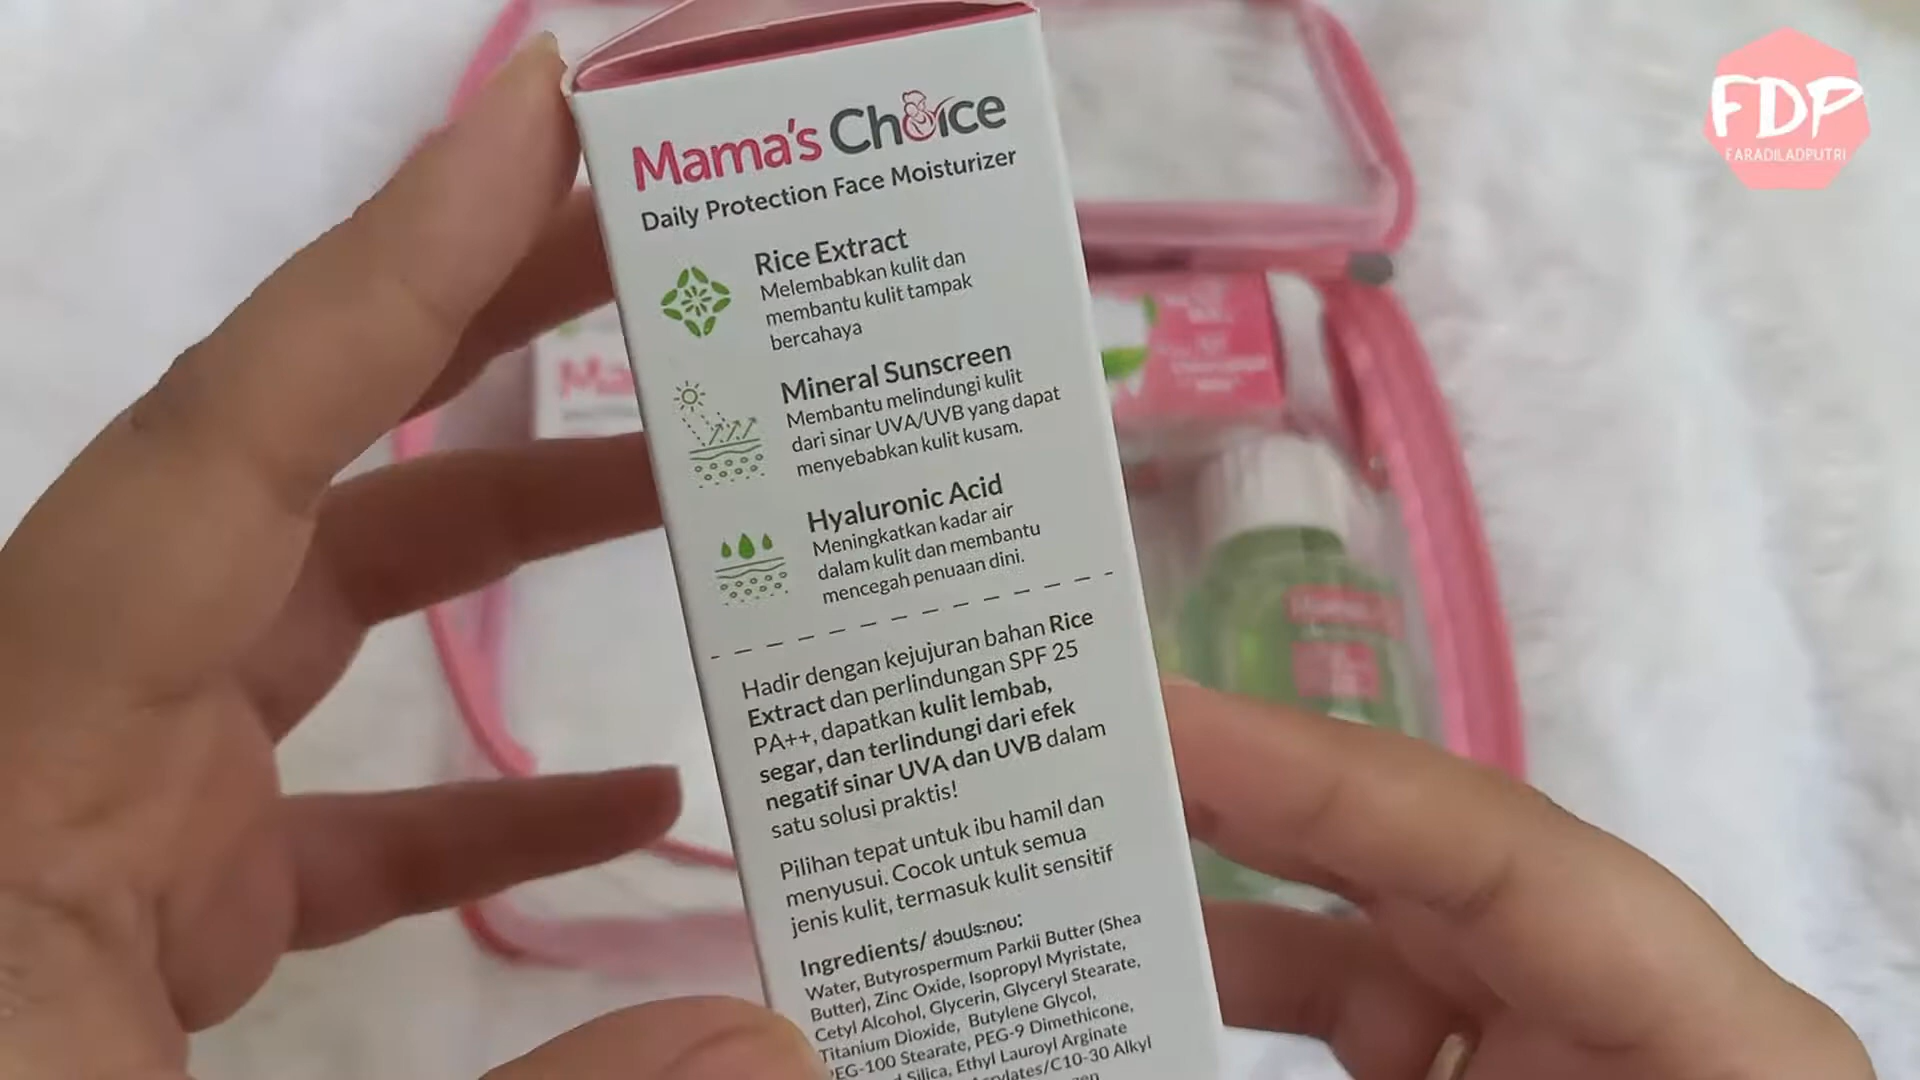 Mama's Choice
Daily Protection Face Moisturizer
Rice Extract
Melembabkan kulit dan
membantu kulit tampak
bercahaya
Mineral Sunscreen
Membantu melindungi kulit
dari sinar UVA/UVB yang dapat
menyebabkan kulit kusam.
Hyaluronic Acid
Meningkatkan kadar air
dalam kulit dan membantu
mencegah penuaan dini.
Hadir dengan kejujuran bahan Rice
Extract dan perlindungan SPF 25
PA++, dapatkan kulit lembab,
segar, dan terlindungi dari efek
negatif sinar UVA dan UVB dalam
satu solusi praktis!
Pilihan tepat untuk ibu hamil dan
menyusui. Cocok untuk semua
jenis kulit, termasuk kulit sensitif
Ingredients/ ส่วนประกอบ:
Water, Butyrospermum Parkii Butter (Shea
Butter), Zinc Oxide, Isopropyl Myristate,
Cetyl Alcohol, Glycerin, Glyceryl Stearate,
Titanium Dioxide, Butylene Glycol,
PEG-100 Stearate, PEG-9 Dimethicone,
Silica, Ethyl Lauroyl Arginate
C10-30 Alkyl
FDP
FARADILADPUTRI